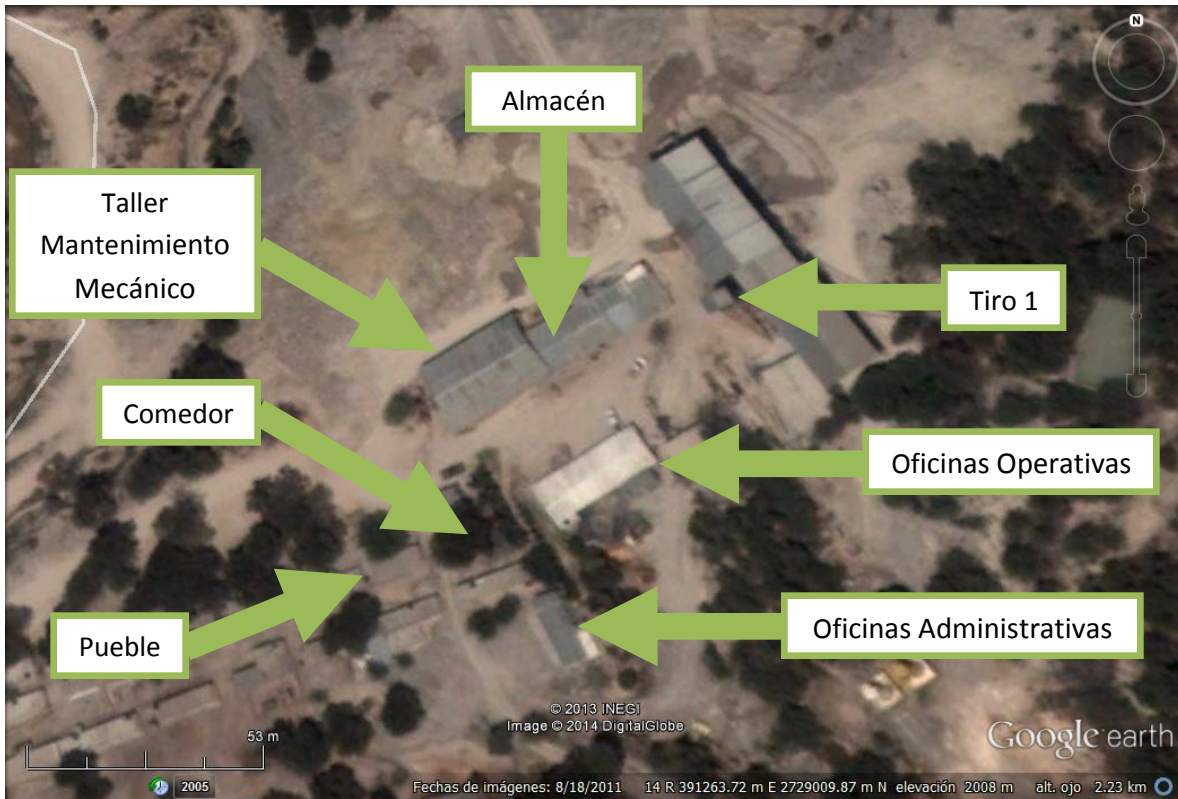 N
Almacén
Taller
Mantenimiento
Mecánico
Tiro 1
Comedor
Oficinas Operativas
Pueble
Oficinas Administrativas
© 2013 INEGI
Image © 2014 DigitalGlobe
Google earth
53 m
2005
Fechas de imágenes: 8/18/2011 14 R 391263.72 m E 2729009.87 m N elevación 2008 m alt. ojo 2.23 km